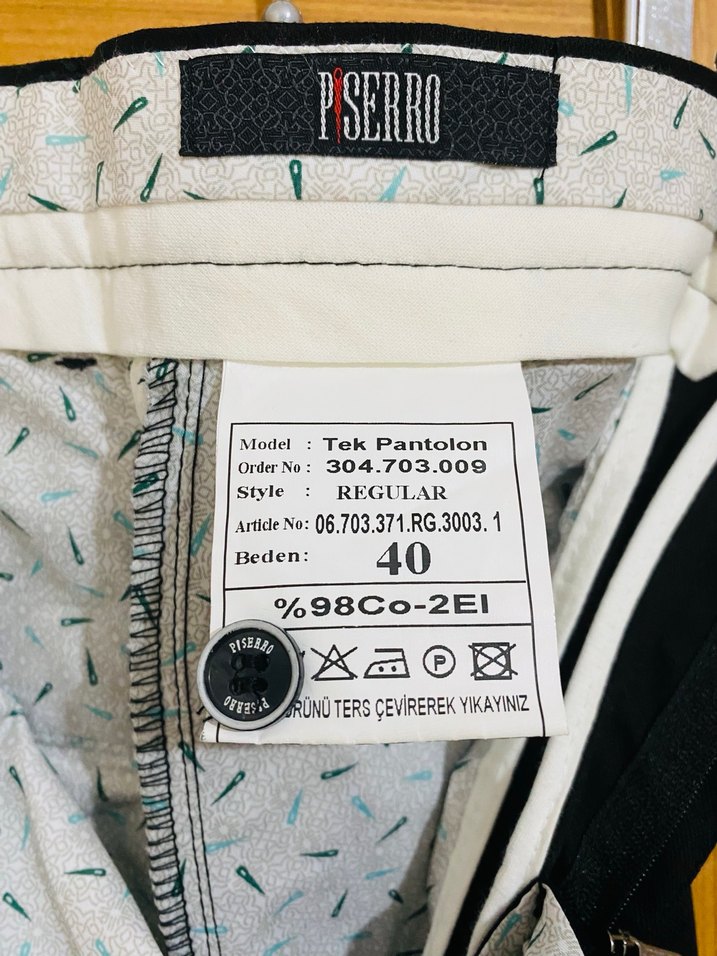 PISERRO
Model : Tek Pantolon
Order No : 304.703.009
Style : REGULAR
Article No: 06.703.371.RG.3003. 1
Beden: 40
%98Co-2El
P
PISERRO
PISERRO
TERS ÇEVİREREK YIKAYINIZ